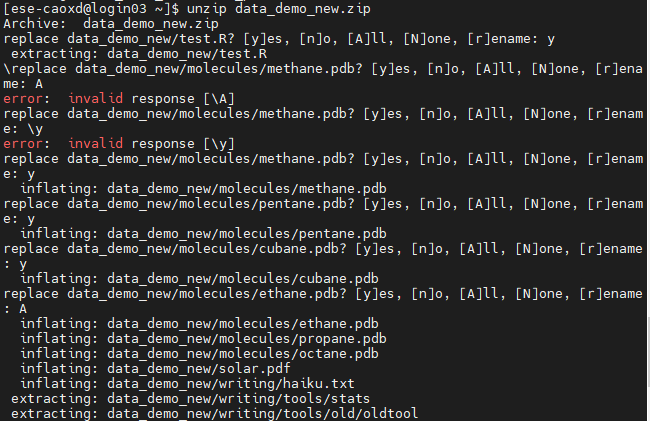 [ese-caoxd@login03 ~]$ unzip data_demo_new.zip
Archive:  data_demo_new.zip
replace data_demo_new/test.R? [y]es, [n]o, [A]ll, [N]one, [r]ename: y
 extracting: data_demo_new/test.R
\replace data_demo_new/molecules/methane.pdb? [y]es, [n]o, [A]ll, [N]one, [r]ena
me: A
error:  invalid response [\A]
replace data_demo_new/molecules/methane.pdb? [y]es, [n]o, [A]ll, [N]one, [r]enam
e: \y
error:  invalid response [\y]
replace data_demo_new/molecules/methane.pdb? [y]es, [n]o, [A]ll, [N]one, [r]enam
e: y
  inflating: data_demo_new/molecules/methane.pdb
replace data_demo_new/molecules/pentane.pdb? [y]es, [n]o, [A]ll, [N]one, [r]enam
e: y
  inflating: data_demo_new/molecules/pentane.pdb
replace data_demo_new/molecules/cubane.pdb? [y]es, [n]o, [A]ll, [N]one, [r]ename
: y
  inflating: data_demo_new/molecules/cubane.pdb
replace data_demo_new/molecules/ethane.pdb? [y]es, [n]o, [A]ll, [N]one, [r]ename
: A
  inflating: data_demo_new/molecules/ethane.pdb
  inflating: data_demo_new/molecules/propane.pdb
  inflating: data_demo_new/molecules/octane.pdb
  inflating: data_demo_new/solar.pdf
  inflating: data_demo_new/writing/haiku.txt
 extracting: data_demo_new/writing/tools/stats
 extracting: data_demo_new/writing/tools/old/oldtool